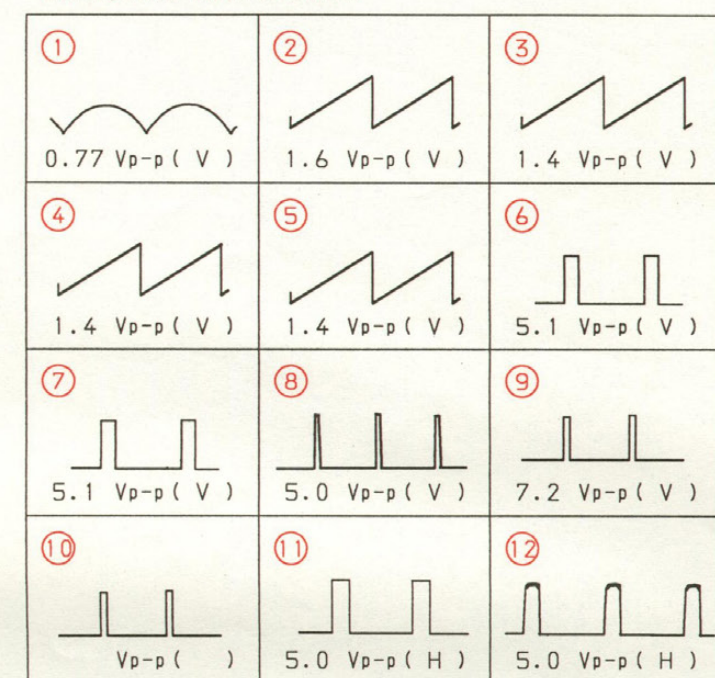 1 2 3
0.77 Vp-p ( V ) 1.6 Vp-p ( V ) 1.4 Vp-p ( V )
4 5 6
1.4 Vp-p ( V ) 1.4 Vp-p ( V ) 5.1 Vp-p ( V )
7 8 9
5.1 Vp-p ( V ) 5.0 Vp-p ( V ) 7.2 Vp-p ( V )
10 11 12
Vp-p ( ) 5.0 Vp-p ( H ) 5.0 Vp-p ( H )